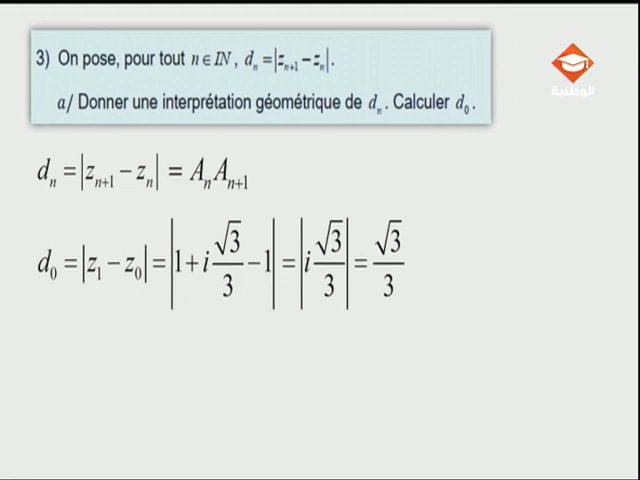 3) On pose, pour tout n ∈ IN, dₙ = |zₙ₊₁ − zₙ|.
a/ Donner une interprétation géométrique de dₙ. Calculer d₀.
الوطنية
dₙ = |zₙ₊₁ − zₙ| = AₙAₙ₊₁
d₀ = |z₁ − z₀| = |1 + i √3/3 − 1| = |i √3/3| = √3/3